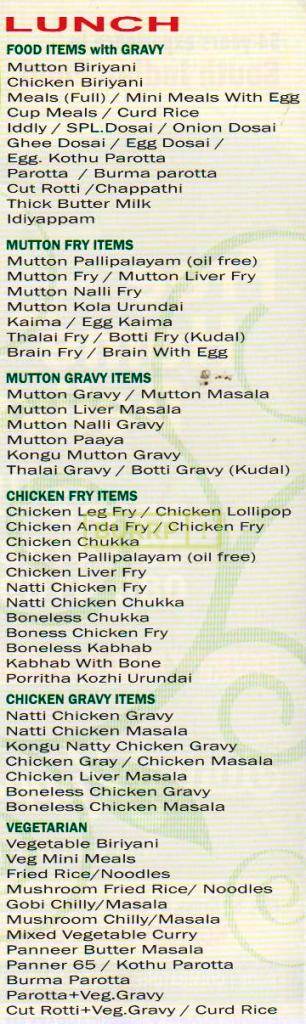 LUNCH
FOOD ITEMS with GRAVY
Mutton Biriyani
Chicken Biriyani
Meals (Full) / Mini Meals With Egg
Cup Meals / Curd Rice
Iddly / SPL.Dosai / Onion Dosai
Ghee Dosai / Egg Dosai /
Egg. Kothu Parotta
Parotta / Burma parotta
Cut Rotti /Chappathi
Thick Butter Milk
Idiyappam
MUTTON FRY ITEMS
Mutton Pallipalayam (oil free)
Mutton Fry / Mutton Liver Fry
Mutton Nalli Fry
Mutton Kola Urundai
Kaima / Egg Kaima
Thalai Fry / Botti Fry (Kudal)
Brain Fry / Brain With Egg
MUTTON GRAVY ITEMS
Mutton Gravy / Mutton Masala
Mutton Liver Masala
Mutton Nalli Gravy
Mutton Paaya
Kongu Mutton Gravy
Thalai Gravy / Botti Gravy (Kudal)
CHICKEN FRY ITEMS
Chicken Leg Fry / Chicken Lollipop
Chicken Anda Fry / Chicken Fry
Chicken Chukka
Chicken Pallipalayam (oil free)
Chicken Liver Fry
Natti Chicken Fry
Natti Chicken Chukka
Boneless Chukka
Boness Chicken Fry
Boneless Kabhab
Kabhab With Bone
Porritha Kozhi Urundai
CHICKEN GRAVY ITEMS
Natti Chicken Gravy
Natti Chicken Masala
Kongu Natty Chicken Gravy
Chicken Gray / Chicken Masala
Chicken Liver Masala
Boneless Chicken Gravy
Boneless Chicken Masala
VEGETARIAN
Vegetable Biriyani
Veg Mini Meals
Fried Rice/Noodles
Mushroom Fried Rice/ Noodles
Gobi Chilly/Masala
Mushroom Chilly/Masala
Mixed Vegetable Curry
Panneer Butter Masala
Panner 65 / Kothu Parotta
Burma Parotta
Parotta+Veg.Gravy
Cut Rotti+Veg.Gravy / Curd Rice